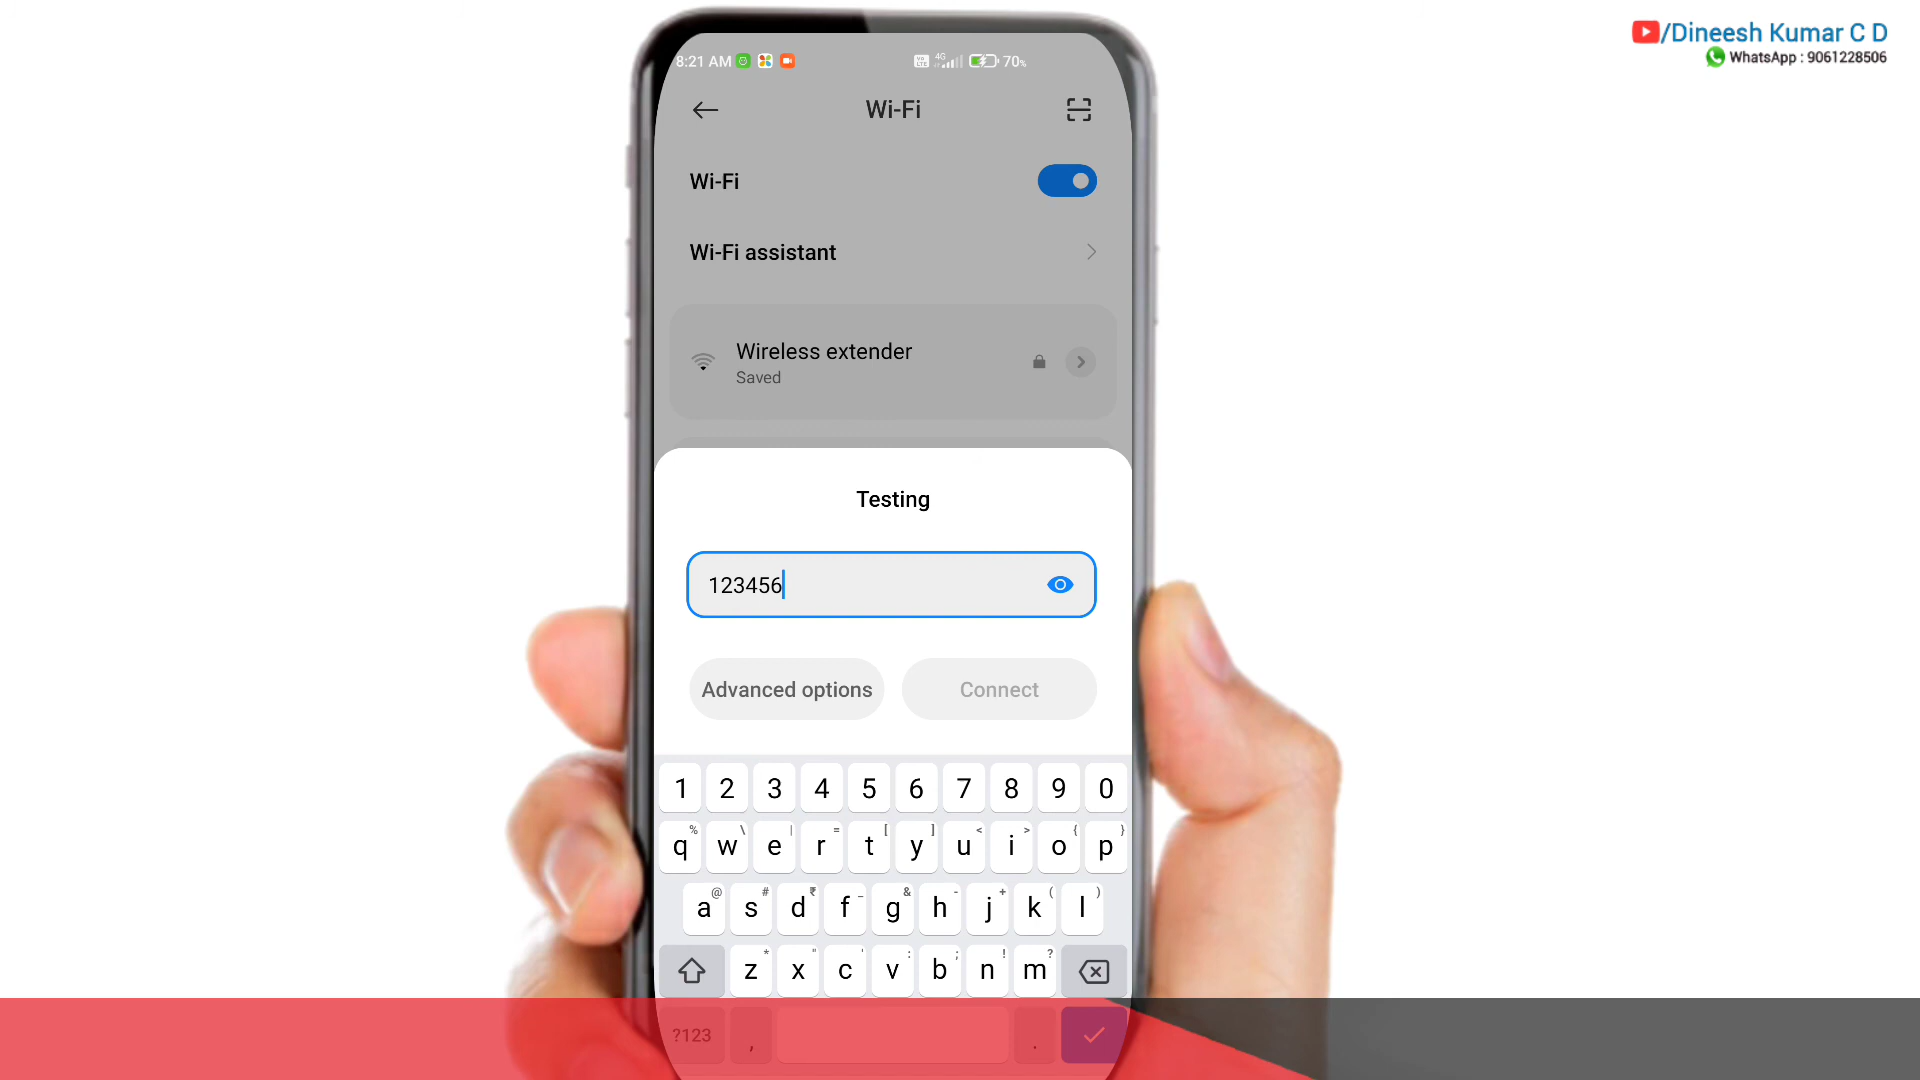 /Dineesh Kumar C D
WhatsApp : 9061228506
8:21 AM
4G
70%
Wi-Fi
Wi-Fi
Wi-Fi assistant
Wireless extender
Saved
Testing
123456
Advanced options
Connect
1 2 3 4 5 6 7 8 9 0
% \ | = [ ] < > { }
q w e r t y u i o p
@ # ₹ _ & - + ( )
a s d f g h j k l
* " ' : ; ! ?
z x c v b n m
?123 , .